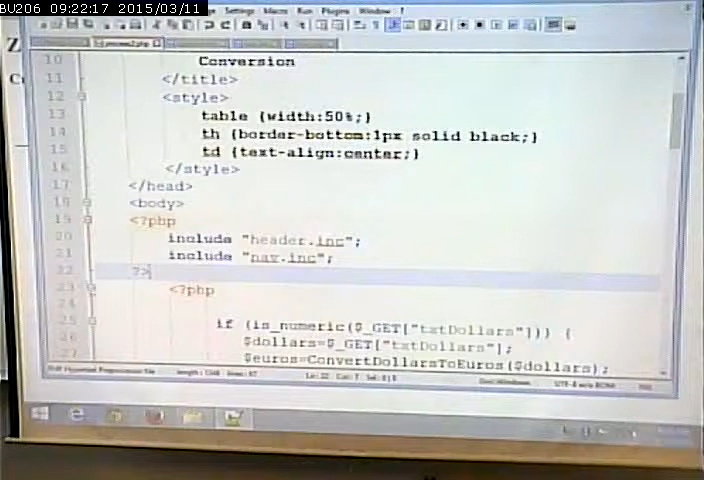 BU206 09:22:17 2015/03/11
Settings Macro Run Plugins Window ?
10 Conversion
11 </title>
12 <style>
13 table {width:50%;}
14 th {border-bottom:1px solid black;}
15 td {text-align:center;}
16 </style>
17 </head>
18 <body>
19 <?php
20 include "header.inc";
21 include "nav.inc";
22 ?>
23 <?php
24
25 if (is_numeric($_GET["txtDollars"])) {
26 $dollars=$_GET["txtDollars"];
27 $euros=ConvertDollarsToEuros($dollars);